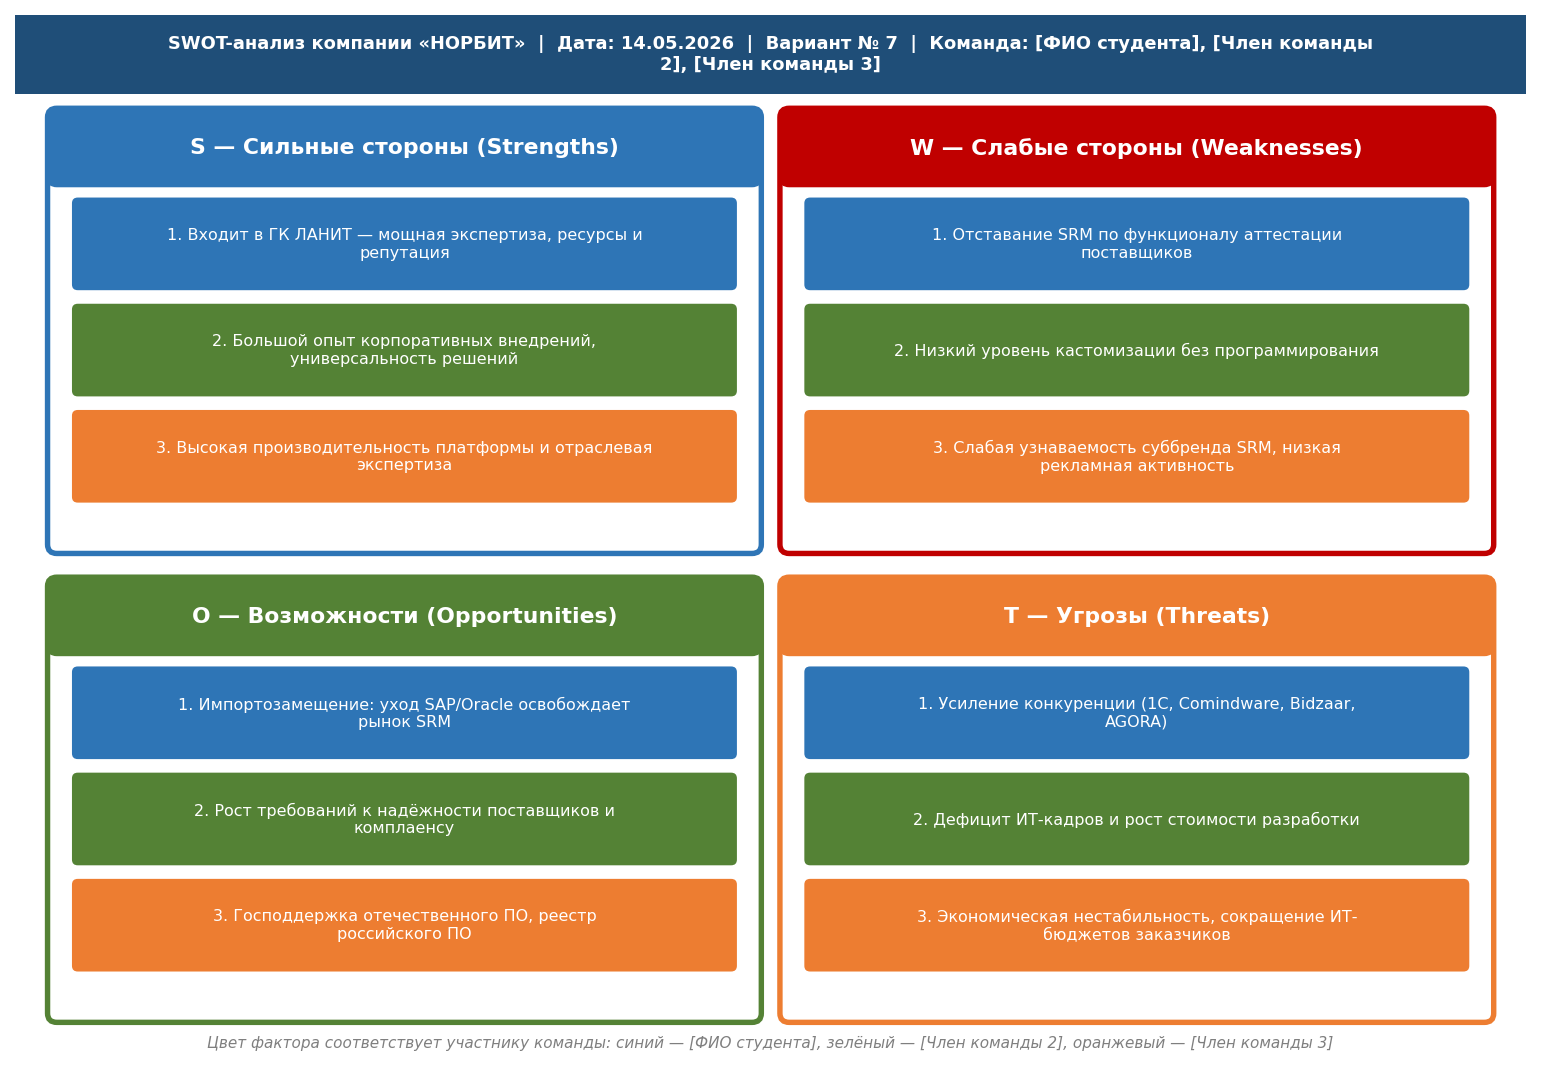 SWOT-анализ компании «НОРБИТ»  |  Дата: 14.05.2026  |  Вариант № 7  |  Команда: [ФИО студента], [Член команды
2], [Член команды 3]
S — Сильные стороны (Strengths)
1. Входит в ГК ЛАНИТ — мощная экспертиза, ресурсы и
репутация
2. Большой опыт корпоративных внедрений,
универсальность решений
3. Высокая производительность платформы и отраслевая
экспертиза
W — Слабые стороны (Weaknesses)
1. Отставание SRM по функционалу аттестации
поставщиков
2. Низкий уровень кастомизации без программирования
3. Слабая узнаваемость суббренда SRM, низкая
рекламная активность
O — Возможности (Opportunities)
1. Импортозамещение: уход SAP/Oracle освобождает
рынок SRM
2. Рост требований к надёжности поставщиков и
комплаенсу
3. Господдержка отечественного ПО, реестр
российского ПО
T — Угрозы (Threats)
1. Усиление конкуренции (1С, Comindware, Bidzaar,
AGORA)
2. Дефицит ИТ-кадров и рост стоимости разработки
3. Экономическая нестабильность, сокращение ИТ-
бюджетов заказчиков
Цвет фактора соответствует участнику команды: синий — [ФИО студента], зелёный — [Член команды 2], оранжевый — [Член команды 3]